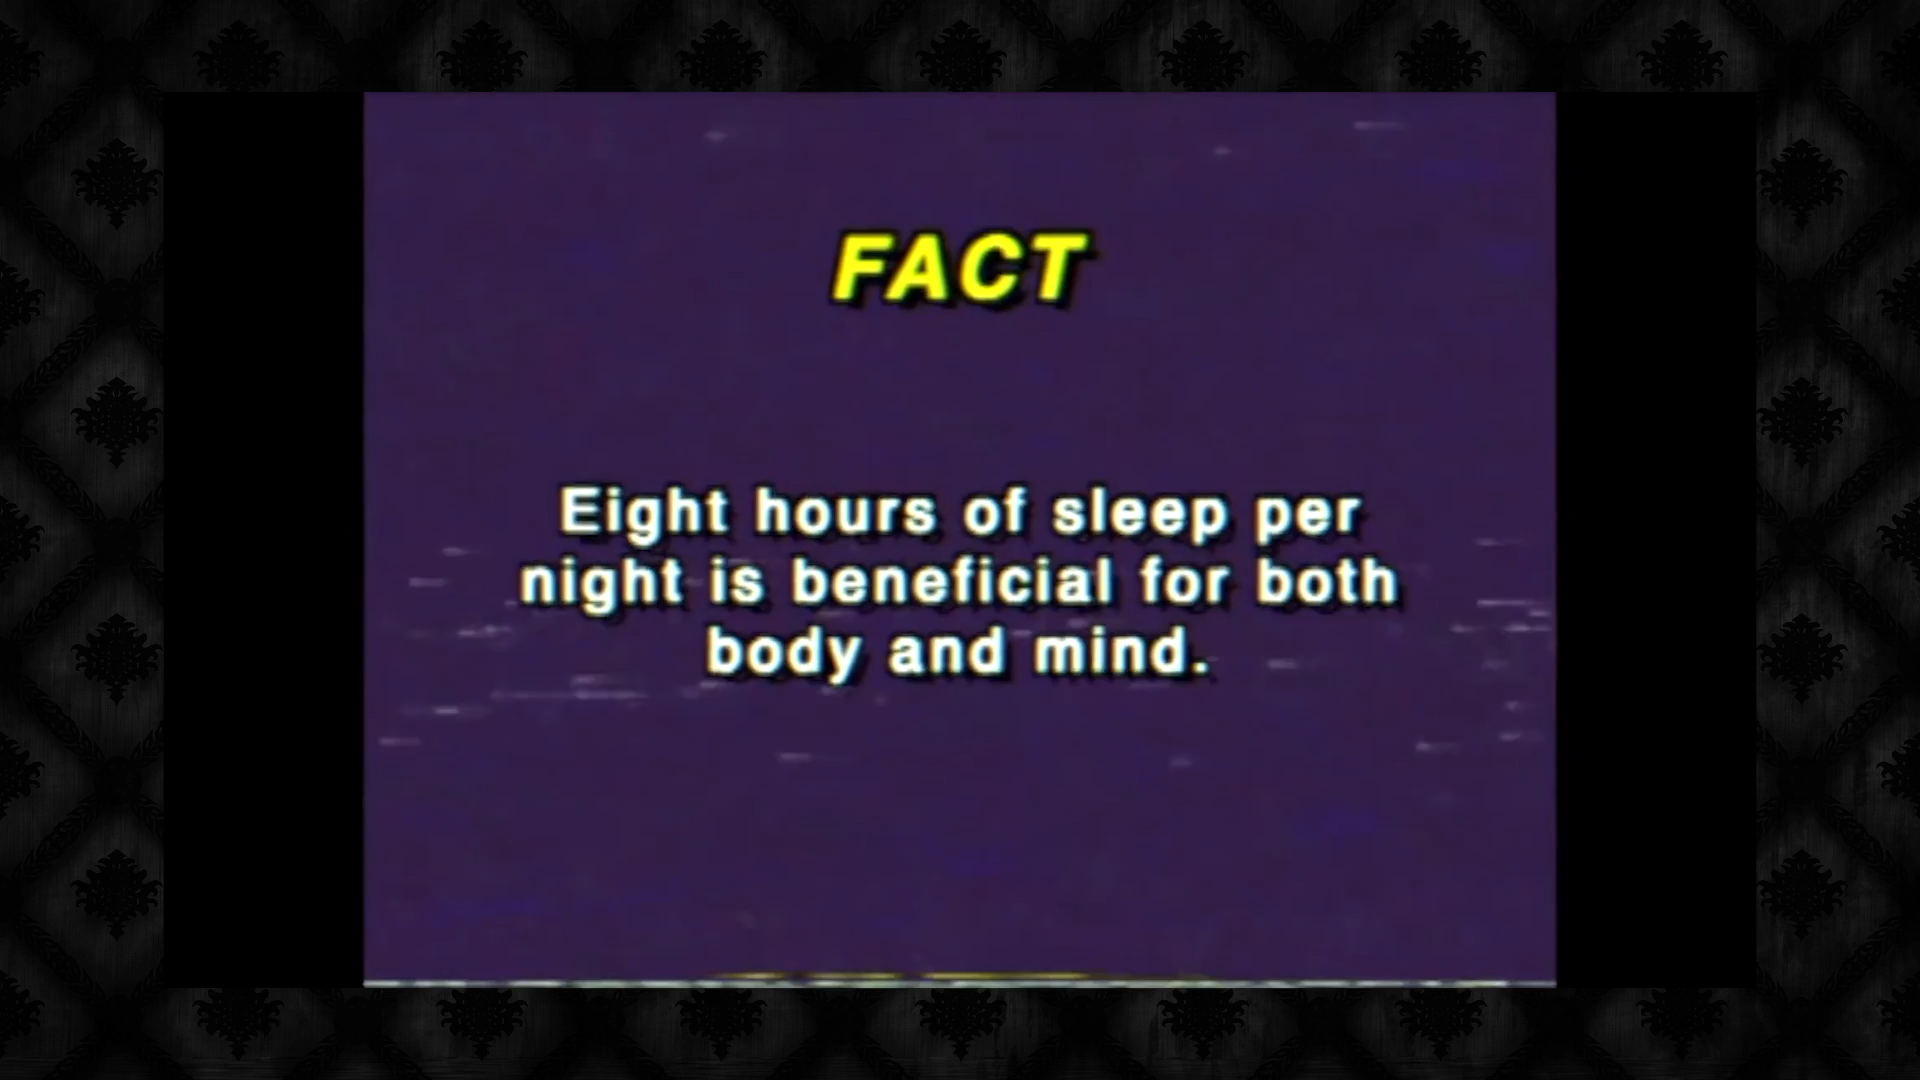 FACT
Eight hours of sleep per
night is beneficial for both
body and mind.